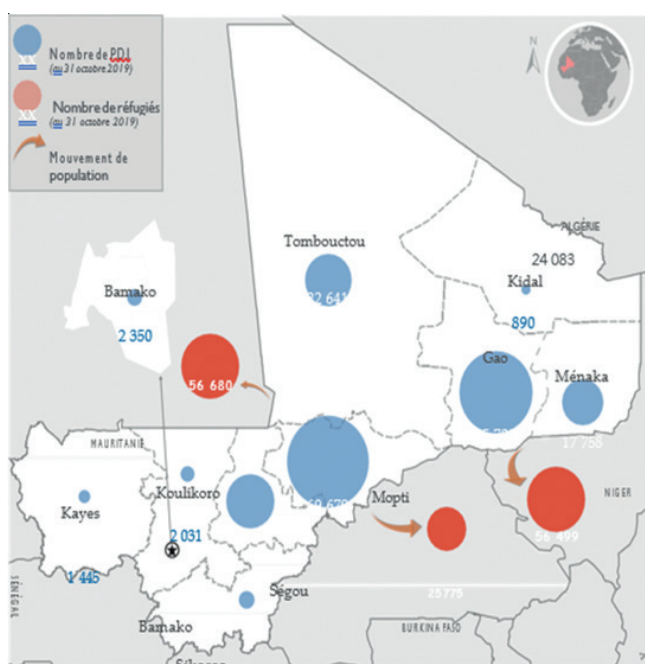 XX
Nombre de PDI
(au 31 octobre 2019)
XX
Nombre de réfugiés
(au 31 octobre 2019)
Mouvement de
population
N
ALGÉRIE
Tombouctou
24 083
Kidal
890
Bamako
2 350
Gao
Ménaka
56 680
17 758
MAURITANIE
Koulikoro
Kayes
2 031
Mopti
NIGER
56 499
1 445
SÉNÉGAL
Ségou
25 775
Bamako
BURKINA FASO